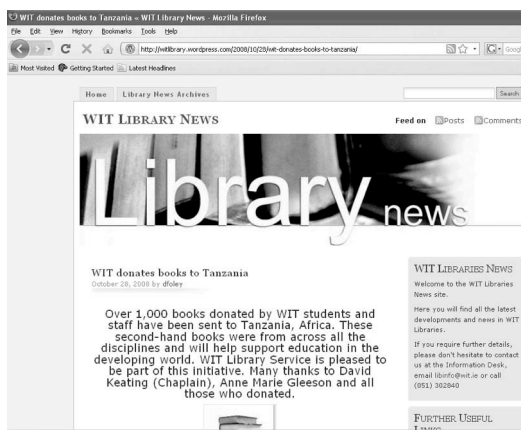 WIT donates books to Tanzania « WIT Library News - Mozilla Firefox
File Edit View History Bookmarks Tools Help
http://witlibrary.wordpress.com/2008/10/28/wit-donates-books-to-tanzania/
Most Visited Getting Started Latest Headlines
Home Library News Archives Search
WIT LIBRARY NEWS Feed on Posts Comments
Library news
WIT donates books to Tanzania
October 28, 2008 by dfoley
Over 1,000 books donated by WIT students and
staff have been sent to Tanzania, Africa. These
second-hand books were from across all the
disciplines and will help support education in the
developing world. WIT Library Service is pleased to
be part of this initiative. Many thanks to David
Keating (Chaplain), Anne Marie Gleeson and all
those who donated.
WIT LIBRARIES NEWS
Welcome to the WIT Libraries
News site.
Here you will find all the latest
developments and news in WIT
Libraries.
If you require further details,
please don't hesitate to contact
us at the Information Desk,
email libinfo@wit.ie or call
(051) 302840
FURTHER USEFUL